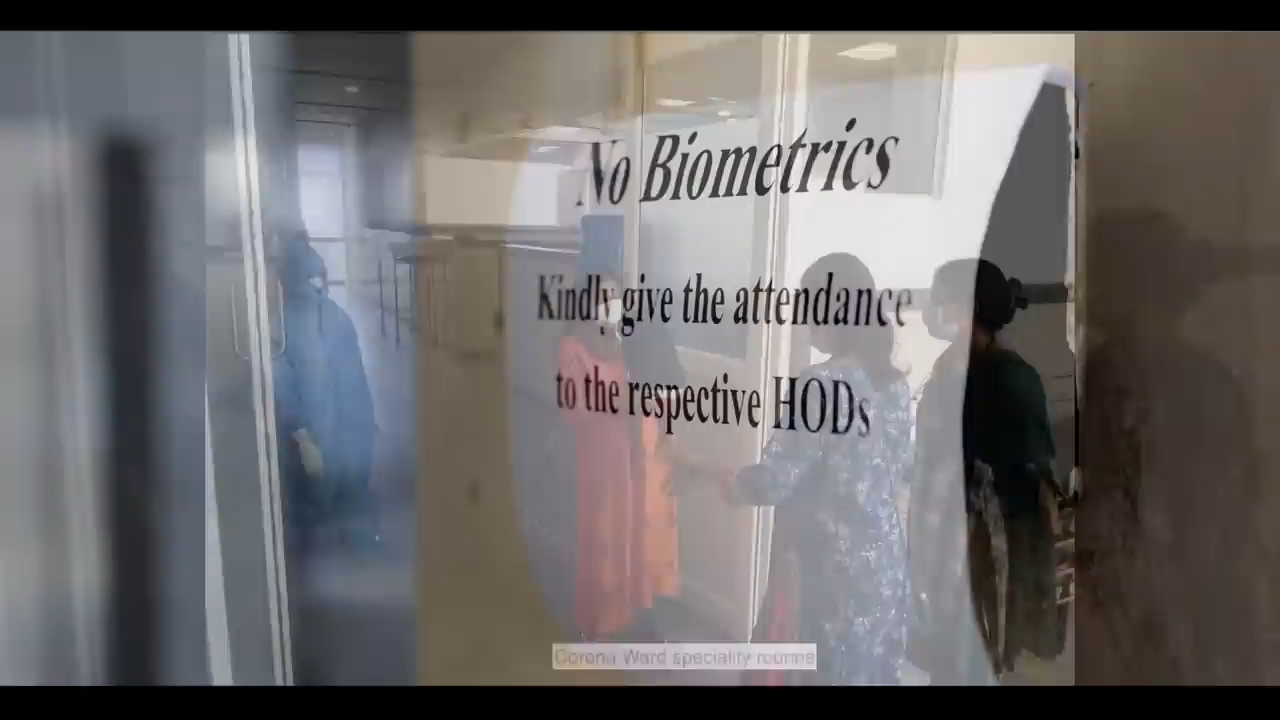 No Biometrics
Kindly give the attendance
to the respective HODs
Corona Ward speciality rooms